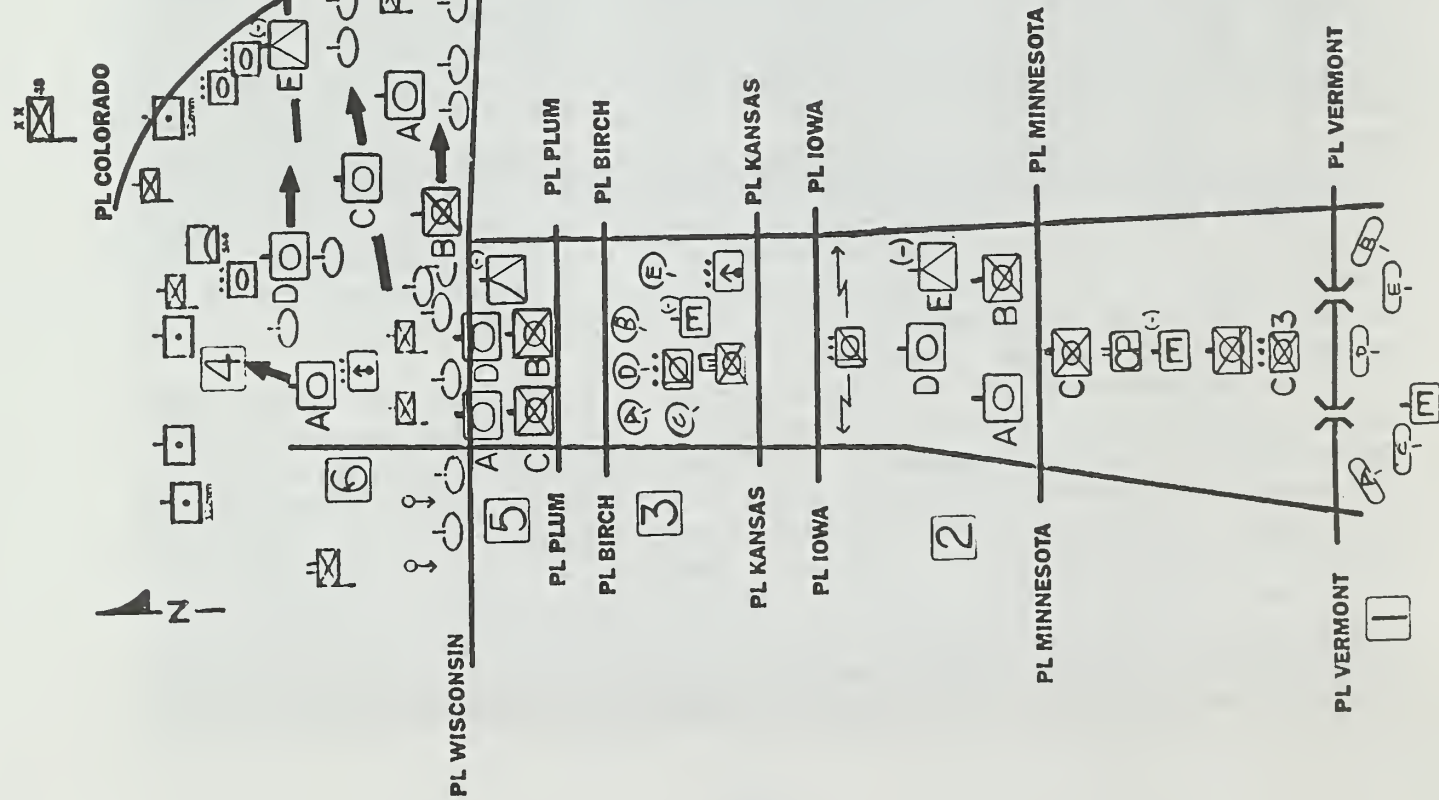 XX
PL COLORADO
E
(-)
A
C
4
D
B
A
6
(-)
D
B
A
C
5
PL PLUM
PL PLUM
PL BIRCH
PL BIRCH
E
B
(-)
E
D
A
C
3
PL KANSAS
PL KANSAS
PL IOWA
PL IOWA
(-)
E
D
B
A
2
PL MINNESOTA
PL MINNESOTA
C
(-)
E
C
3
PL VERMONT
PL VERMONT
B
E
D
C
A
E
1
PL WISCONSIN
N